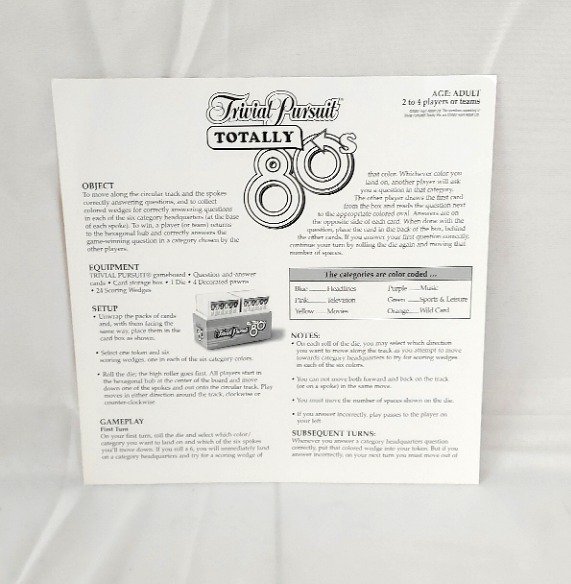 Trivial Pursuit
TOTALLY
80s
AGE: ADULT
2 to 4 players or teams
OBJECT
To move along the circular track and the spokes
correctly answering questions, and to collect
colored wedges for correctly answering questions
in each of the six category headquarters (at the base
of each spoke). To win, a player (or team) returns
to the hexagonal hub and correctly answers the
game-winning question in a category chosen by the
other players.
EQUIPMENT
TRIVIAL PURSUIT® gameboard • Question and answer
cards • Card storage box • 1 Die • 4 Decorated pawns
• 24 Scoring Wedges
SETUP
• Unwrap the packs of cards
and, with them facing the
same way, place them in the
card box as shown.
Trivial Pursuit 80s
• Select one token and six
scoring wedges, one in each of the six category colors.
• Roll the die; the high roller goes first. All players start in
the hexagonal hub at the center of the board and move
down one of the spokes and out onto the circular track. Play
moves in either direction around the track, clockwise or
counter-clockwise.
GAMEPLAY
First Turn
On your first turn, roll the die and select which color/
category you want to land on and which of the six spokes
you'll move down. If you roll a 6, you will immediately land
on a category headquarters and try for a scoring wedge of
that color. Whichever color you
land on, another player will ask
you a question in that category.
The other player draws the first card
from the box and reads the question next
to the appropriate colored oval. Answers are on
the opposite side of each card. When done with the
question, place the card in the back of the box, behind
the other cards. If you answer your first question correctly,
continue your turn by rolling the die again and moving that
number of spaces.
The categories are color coded ...
Blue ...... Headlines Purple ...... Music
Pink ...... Television Green ...... Sports & Leisure
Yellow ...... Movies Orange ...... Wild Card
NOTES:
• On each roll of the die, you may select which direction
you want to move along the track as you attempt to move
towards category headquarters to try for scoring wedges
in each of the six colors.
• You can not move both forward and back on the track
(or on a spoke) in the same move.
• You must move the number of spaces shown on the die.
• If you answer incorrectly, play passes to the player on
your left.
SUBSEQUENT TURNS:
Whenever you answer a category headquarters question
correctly, put that colored wedge into your token. But if you
answer incorrectly, on your next turn you must move out of